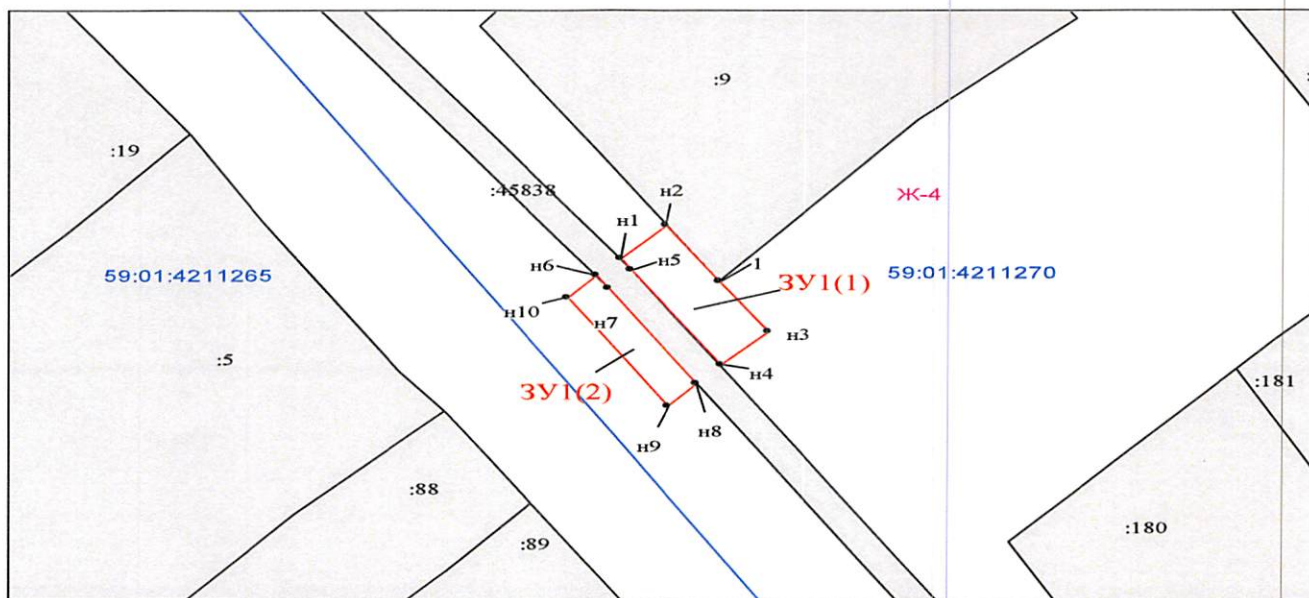 :9
:19
:45838
н2
Ж-4
н1
н5
1
н6
59:01:4211265
59:01:4211270
ЗУ1(1)
н10
н7
н3
:5
н4
:181
ЗУ1(2)
н8
н9
:88
:180
:89